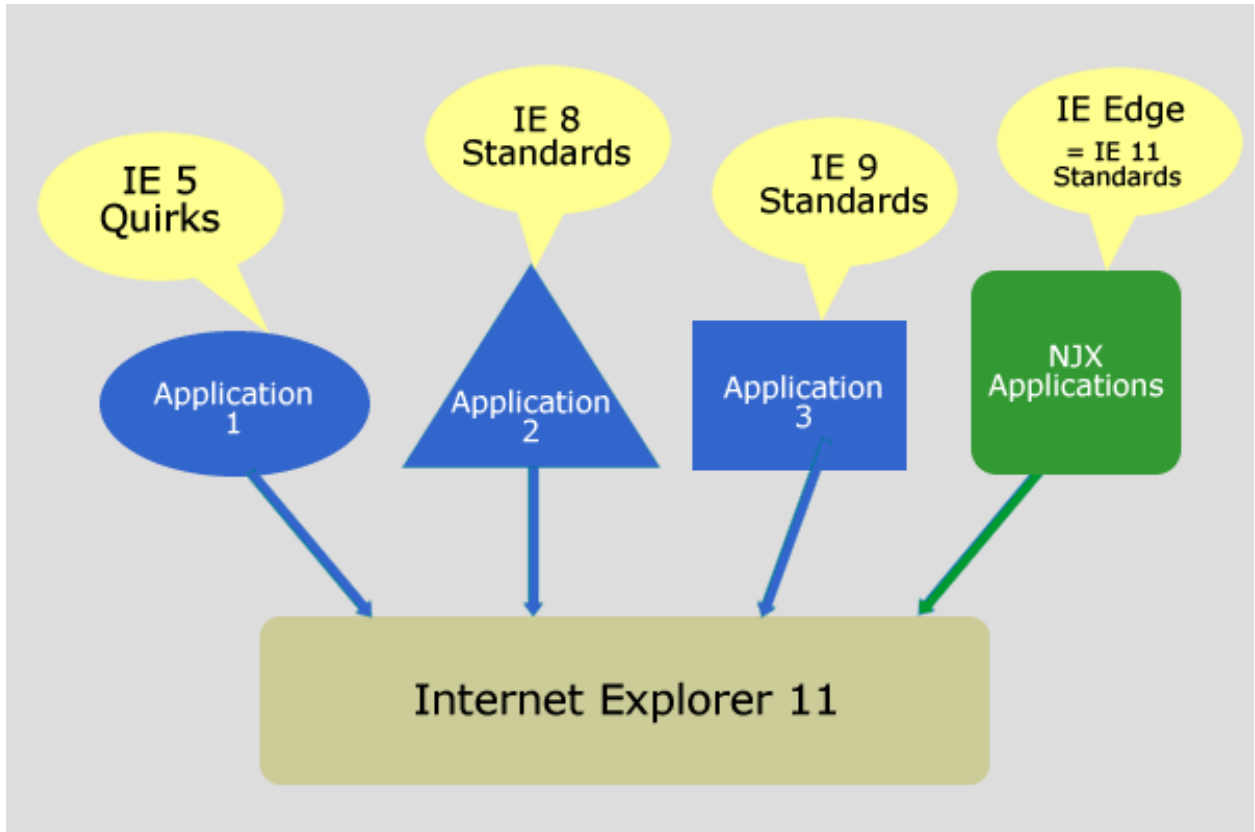 IE 5
Quirks
IE 8
Standards
IE 9
Standards
IE Edge
= IE 11
Standards
Application
1
Application
2
Application
3
NJX
Applications
Internet Explorer 11